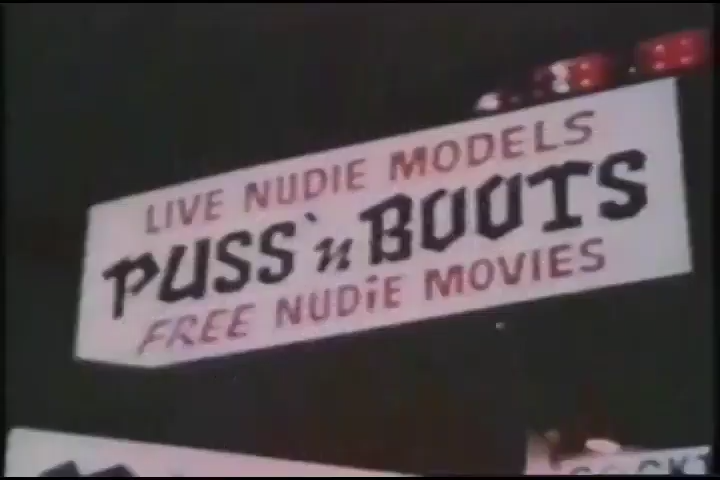 LIVE NUDIE MODELS
PUSS 'n BOOTS
FREE NUDiE MOVIES